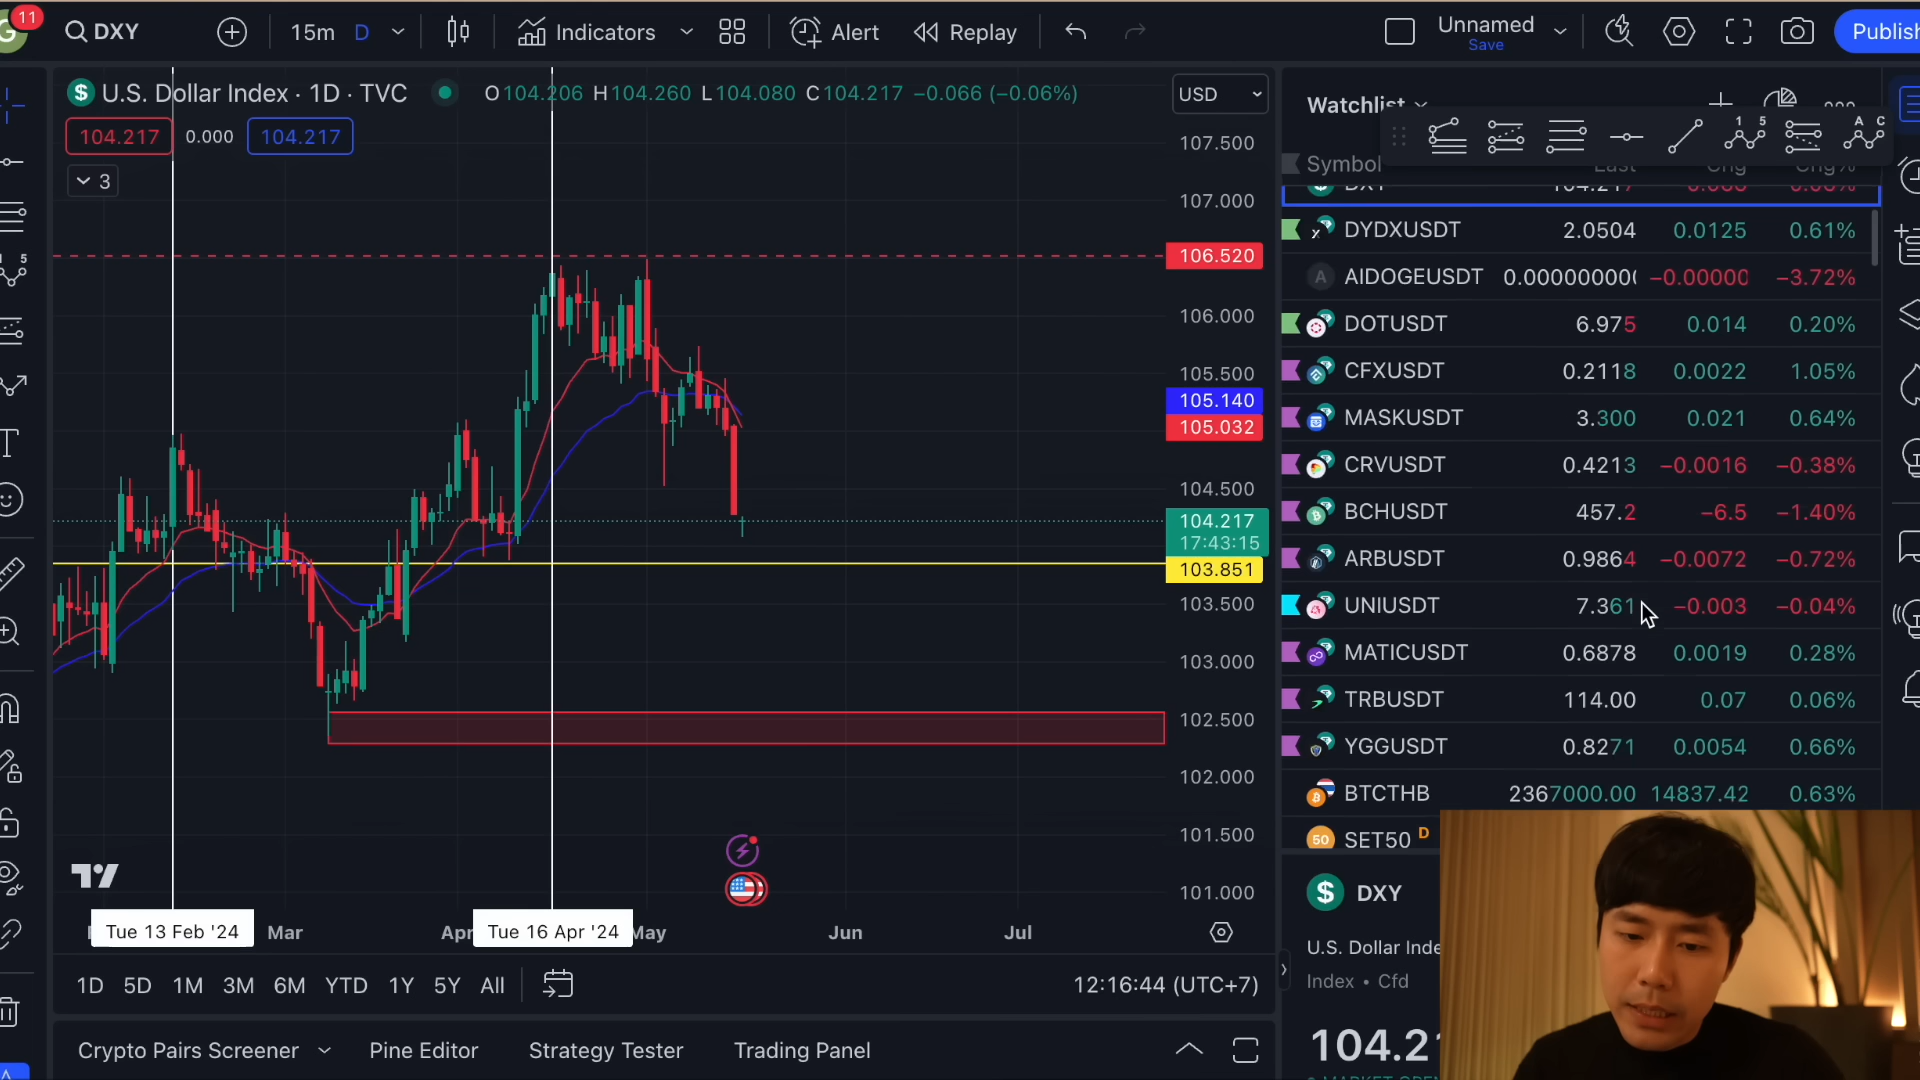 11
DXY
15m D
Indicators
Alert
Replay
Unnamed
Save
Publish
U.S. Dollar Index · 1D · TVC
O104.206 H104.260 L104.080 C104.217 −0.066 (−0.06%)
104.217 0.000 104.217
3
USD
107.500
107.000
106.520
106.000
105.500
105.140
105.032
104.500
104.217
17:43:15
103.851
103.500
103.000
102.500
102.000
101.500
101.000
Tue 13 Feb '24
Mar
Apr
Tue 16 Apr '24
May
Jun
Jul
1D 5D 1M 3M 6M YTD 1Y 5Y All
12:16:44 (UTC+7)
Crypto Pairs Screener
Pine Editor
Strategy Tester
Trading Panel
Watchlist
Symbol
DYDXUSDT 2.0504 0.0125 0.61%
AIDOGEUSDT 0.000000000 −0.00000 −3.72%
DOTUSDT 6.975 0.014 0.20%
CFXUSDT 0.2118 0.0022 1.05%
MASKUSDT 3.300 0.021 0.64%
CRVUSDT 0.4213 −0.0016 −0.38%
BCHUSDT 457.2 −6.5 −1.40%
ARBUSDT 0.9864 −0.0072 −0.72%
UNIUSDT 7.361 −0.003 −0.04%
MATICUSDT 0.6878 0.0019 0.28%
TRBUSDT 114.00 0.07 0.06%
YGGUSDT 0.8271 0.0054 0.66%
BTCTHB 2367000.00 14837.42 0.63%
50 SET50 D
DXY
U.S. Dollar Inde
Index • Cfd
104.21